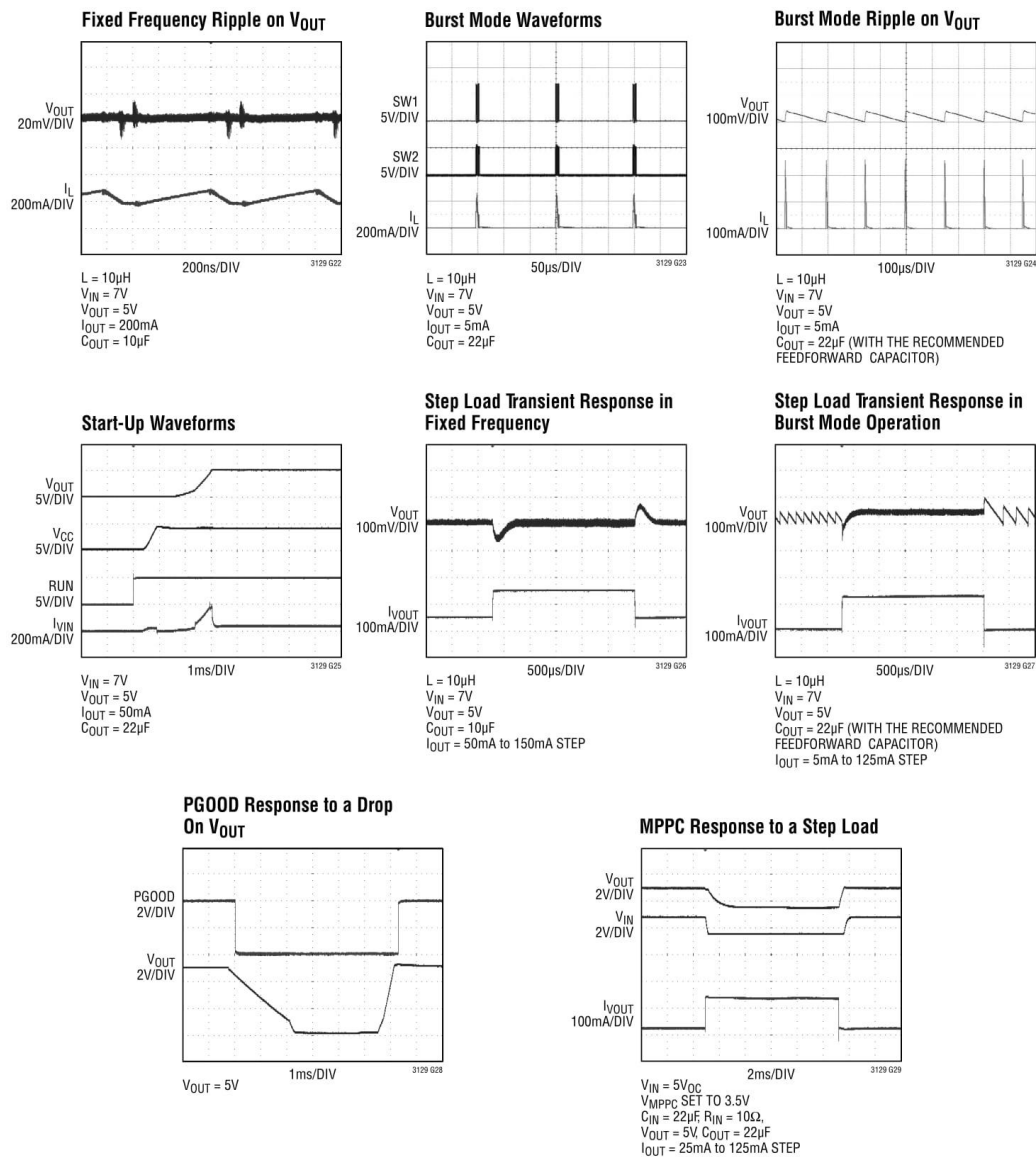 Fixed Frequency Ripple on VOUT
VOUT
20mV/DIV
IL
200mA/DIV
200ns/DIV
3129 G22
L = 10µH
VIN = 7V
VOUT = 5V
IOUT = 200mA
COUT = 10µF
Burst Mode Waveforms
SW1
5V/DIV
SW2
5V/DIV
IL
200mA/DIV
50µs/DIV
3129 G23
L = 10µH
VIN = 7V
VOUT = 5V
IOUT = 5mA
COUT = 22µF
Burst Mode Ripple on VOUT
VOUT
100mV/DIV
IL
100mA/DIV
100µs/DIV
3129 G24
L = 10µH
VIN = 7V
VOUT = 5V
IOUT = 5mA
COUT = 22µF (WITH THE RECOMMENDED
FEEDFORWARD CAPACITOR)
Start-Up Waveforms
VOUT
5V/DIV
VCC
5V/DIV
RUN
5V/DIV
IVIN
200mA/DIV
1ms/DIV
3129 G25
VIN = 7V
VOUT = 5V
IOUT = 50mA
COUT = 22µF
Step Load Transient Response in
Fixed Frequency
VOUT
100mV/DIV
IVOUT
100mA/DIV
500µs/DIV
3129 G26
L = 10µH
VIN = 7V
VOUT = 5V
COUT = 10µF
IOUT = 50mA to 150mA STEP
Step Load Transient Response in
Burst Mode Operation
VOUT
100mV/DIV
IVOUT
100mA/DIV
500µs/DIV
3129 G27
L = 10µH
VIN = 7V
VOUT = 5V
COUT = 22µF (WITH THE RECOMMENDED
FEEDFORWARD CAPACITOR)
IOUT = 5mA to 125mA STEP
PGOOD Response to a Drop
On VOUT
PGOOD
2V/DIV
VOUT
2V/DIV
1ms/DIV
3129 G28
VOUT = 5V
MPPC Response to a Step Load
VOUT
2V/DIV
VIN
2V/DIV
IVOUT
100mA/DIV
2ms/DIV
3129 G29
VIN = 5VOC
VMPPC SET TO 3.5V
CIN = 22µF, RIN = 10Ω,
VOUT = 5V, COUT = 22µF
IOUT = 25mA to 125mA STEP